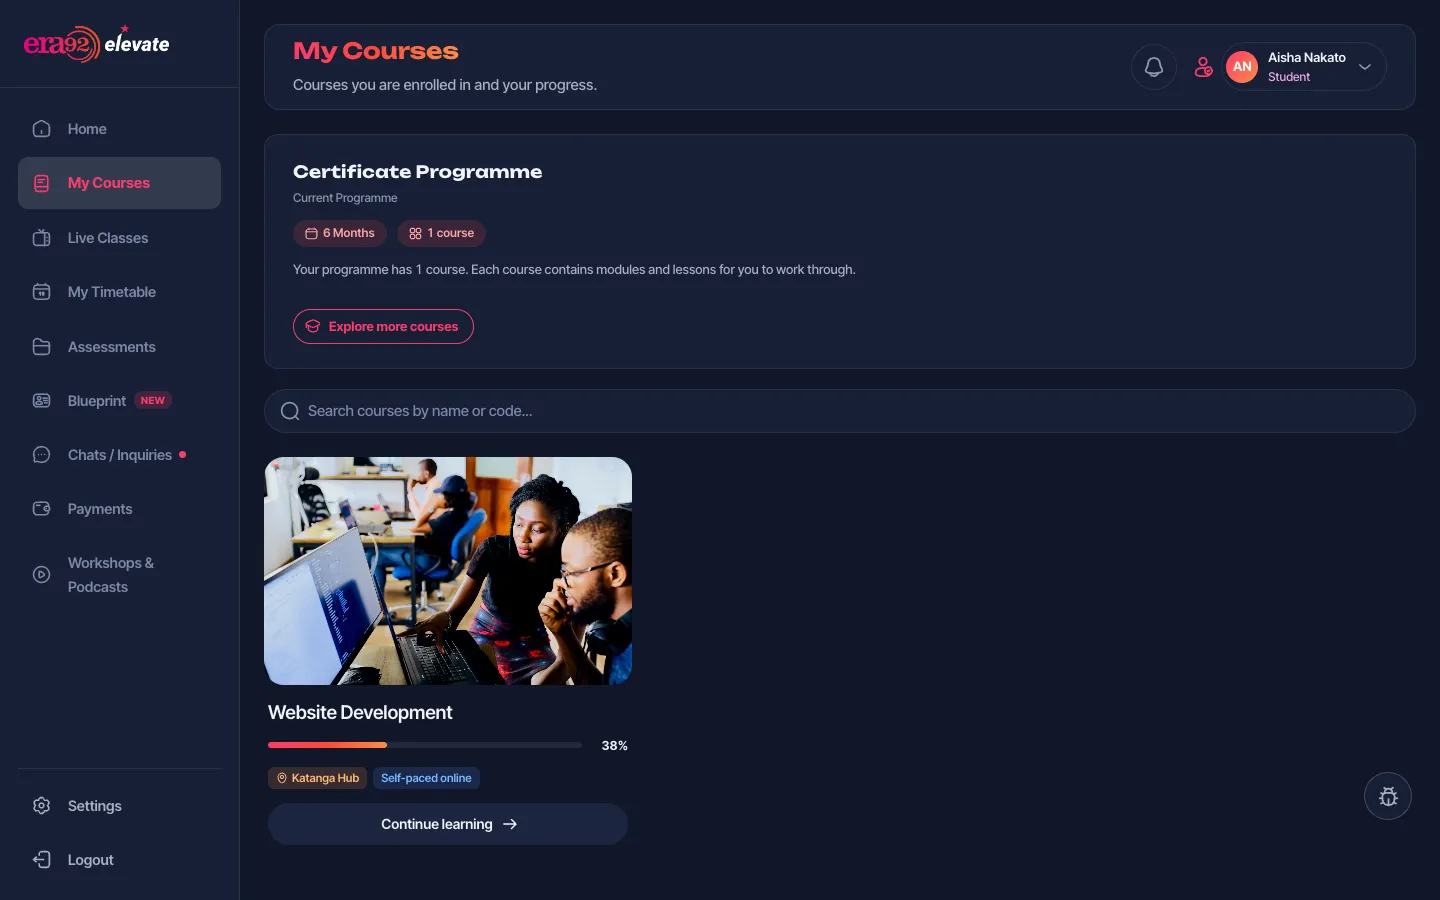 era92 elevate
Home
My Courses
Live Classes
My Timetable
Assessments
Blueprint NEW
Chats / Inquiries
Payments
Workshops &
Podcasts
Settings
Logout
My Courses
Courses you are enrolled in and your progress.
AN
Aisha Nakato
Student
Certificate Programme
Current Programme
6 Months
1 course
Your programme has 1 course. Each course contains modules and lessons for you to work through.
Explore more courses
Search courses by name or code...
Website Development
38%
Katanga Hub
Self-paced online
Continue learning